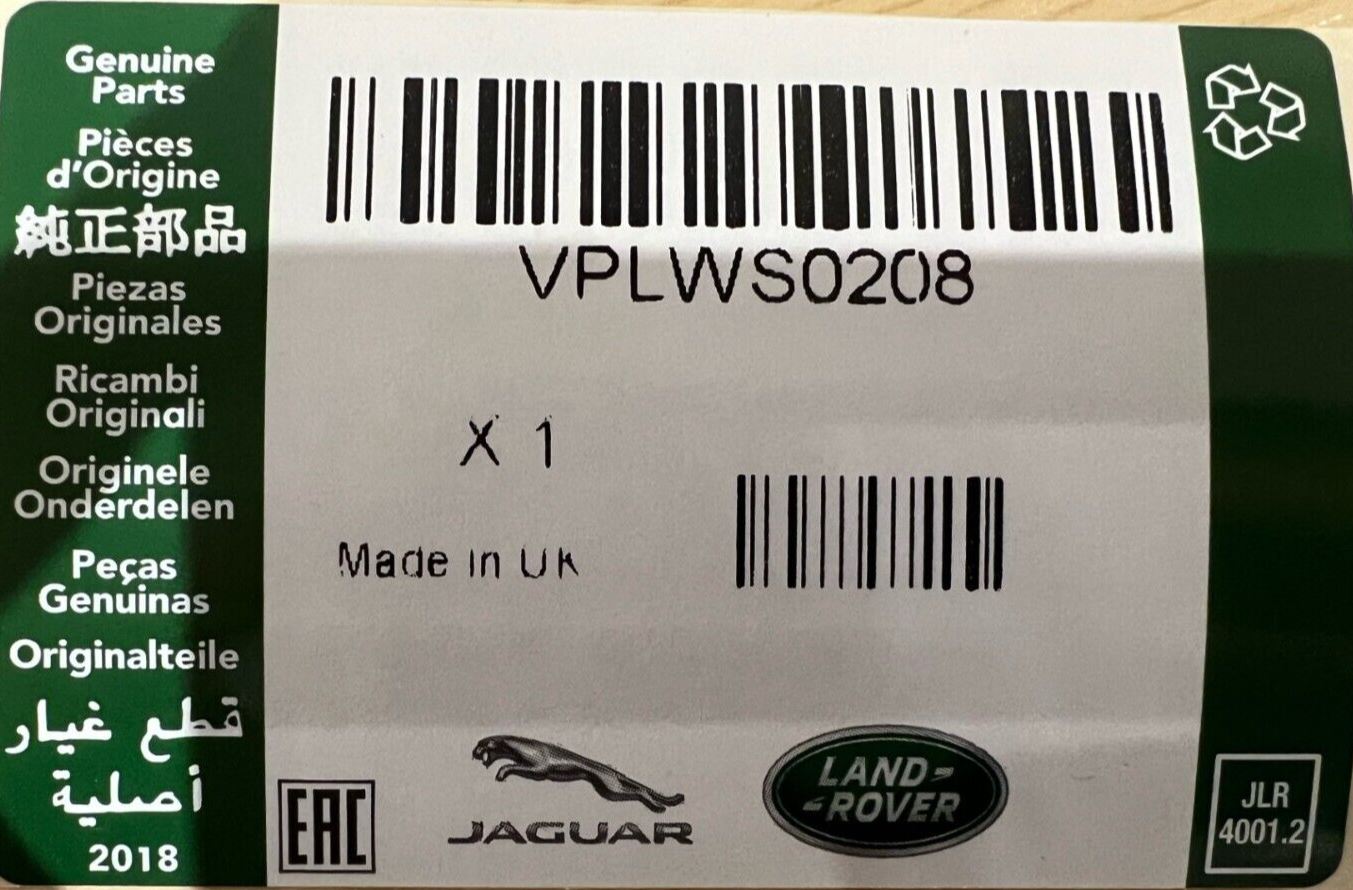 Genuine
Parts
Pièces
d'Origine
純正部品
Piezas
Originales
Ricambi
Originali
Originele
Onderdelen
Peças
Genuinas
Originalteile
قطع غيار
أصلية
2018
VPLWS0208
X 1
Made in UK
EAC
JAGUAR
LAND-
ROVER
JLR
4001.2